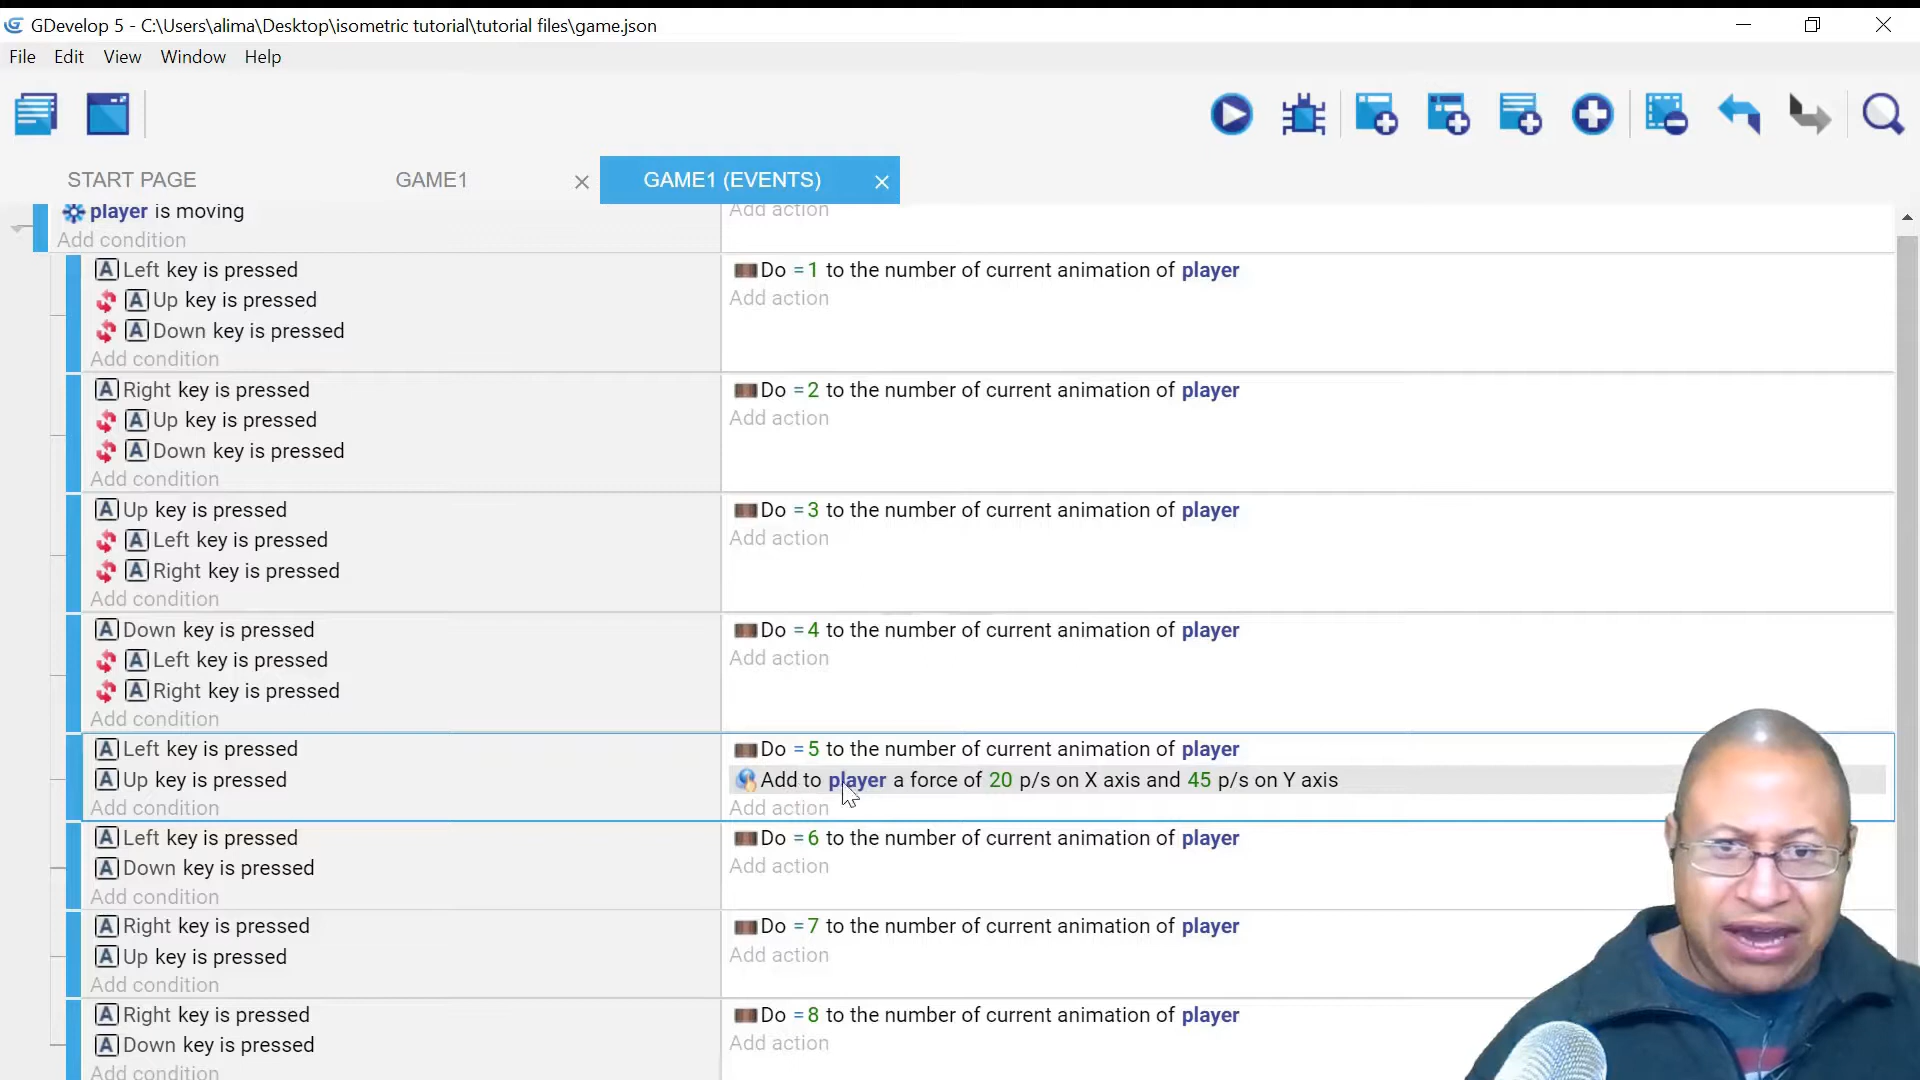 GDevelop 5 - C:\Users\alima\Desktop\isometric tutorial\tutorial files\game.json
File Edit View Window Help
START PAGE GAME1 GAME1 (EVENTS)
player is moving
Add action
Add condition
A Left key is pressed
Do =1 to the number of current animation of player
A Up key is pressed
Add action
A Down key is pressed
Add condition
A Right key is pressed
Do =2 to the number of current animation of player
A Up key is pressed
Add action
A Down key is pressed
Add condition
A Up key is pressed
Do =3 to the number of current animation of player
A Left key is pressed
Add action
A Right key is pressed
Add condition
A Down key is pressed
Do =4 to the number of current animation of player
A Left key is pressed
Add action
A Right key is pressed
Add condition
A Left key is pressed
Do =5 to the number of current animation of player
A Up key is pressed
Add to player a force of 20 p/s on X axis and 45 p/s on Y axis
Add condition
Add action
A Left key is pressed
Do =6 to the number of current animation of player
A Down key is pressed
Add action
Add condition
A Right key is pressed
Do =7 to the number of current animation of player
A Up key is pressed
Add action
Add condition
A Right key is pressed
Do =8 to the number of current animation of player
A Down key is pressed
Add action
Add condition